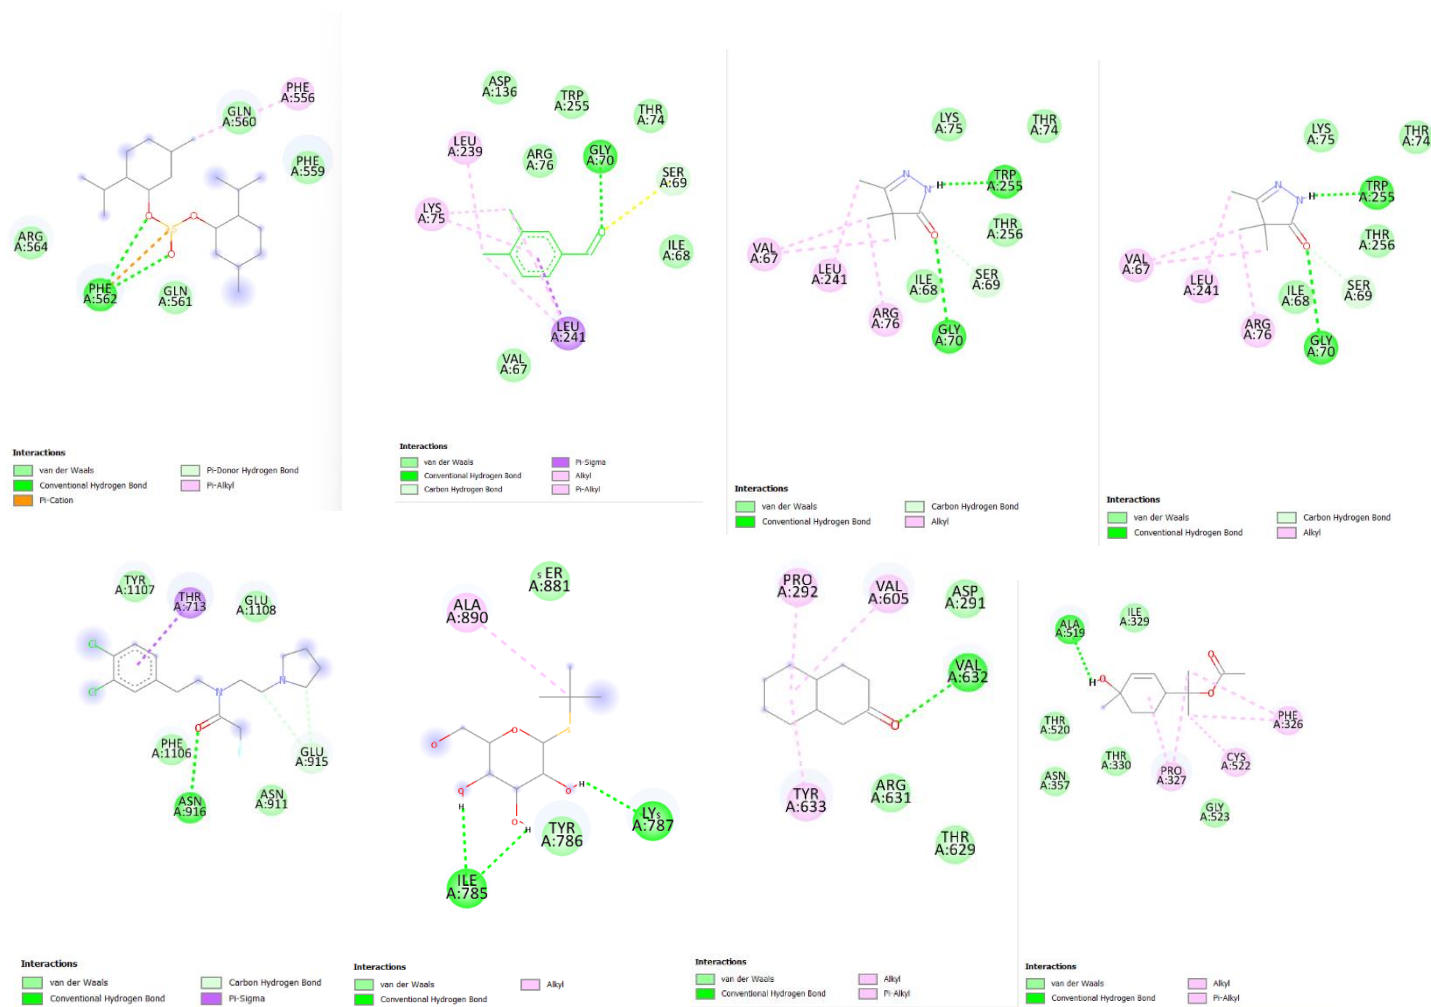 PHE
A:556
GLN
A:560
PHE
A:559
ARG
A:564
PHE
A:562
GLN
A:561
S
O
O
O
Interactions
van der Waals
Conventional Hydrogen Bond
Pi-Cation
Pi-Donor Hydrogen Bond
Pi-Alkyl
ASP
A:136
TRP
A:255
THR
A:74
LEU
A:239
ARG
A:76
GLY
A:70
SER
A:69
LYS
A:75
ILE
A:68
LEU
A:241
VAL
A:67
O
Interactions
van der Waals
Conventional Hydrogen Bond
Carbon Hydrogen Bond
Pi-Sigma
Alkyl
Pi-Alkyl
LYS
A:75
THR
A:74
N
N
H
TRP
A:255
THR
A:256
O
VAL
A:67
LEU
A:241
ILE
A:68
SER
A:69
ARG
A:76
GLY
A:70
Interactions
van der Waals
Conventional Hydrogen Bond
Carbon Hydrogen Bond
Alkyl
LYS
A:75
THR
A:74
N
N
H
TRP
A:255
THR
A:256
O
VAL
A:67
LEU
A:241
ILE
A:68
SER
A:69
ARG
A:76
GLY
A:70
Interactions
van der Waals
Conventional Hydrogen Bond
Carbon Hydrogen Bond
Alkyl
TYR
A:1107
THR
A:713
GLU
A:1108
Cl
Cl
N
N
O
PHE
A:1106
GLU
A:915
ASN
A:916
ASN
A:911
Interactions
van der Waals
Conventional Hydrogen Bond
Carbon Hydrogen Bond
Pi-Sigma
s ER
A:881
ALA
A:890
S
O
O
O
O
O
H
H
H
LYs
A:787
TYR
A:786
ILE
A:785
Interactions
van der Waals
Conventional Hydrogen Bond
Alkyl
PRO
A:292
VAL
A:605
ASP
A:291
VAL
A:632
O
TYR
A:633
ARG
A:631
THR
A:629
Interactions
van der Waals
Conventional Hydrogen Bond
Alkyl
Pi-Alkyl
ALA
A:519
ILE
A:329
O
H
O
O
THR
A:520
PHE
A:326
THR
A:330
CYS
A:522
ASN
A:357
PRO
A:327
GLY
A:523
Interactions
van der Waals
Conventional Hydrogen Bond
Alkyl
Pi-Alkyl